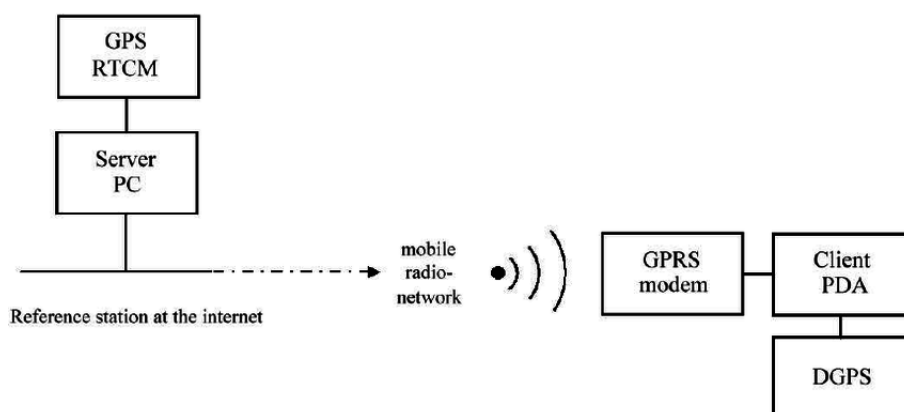 GPS
RTCM
Server
PC
mobile
radio-
network
GPRS
modem
Client
PDA
Reference station at the internet
DGPS